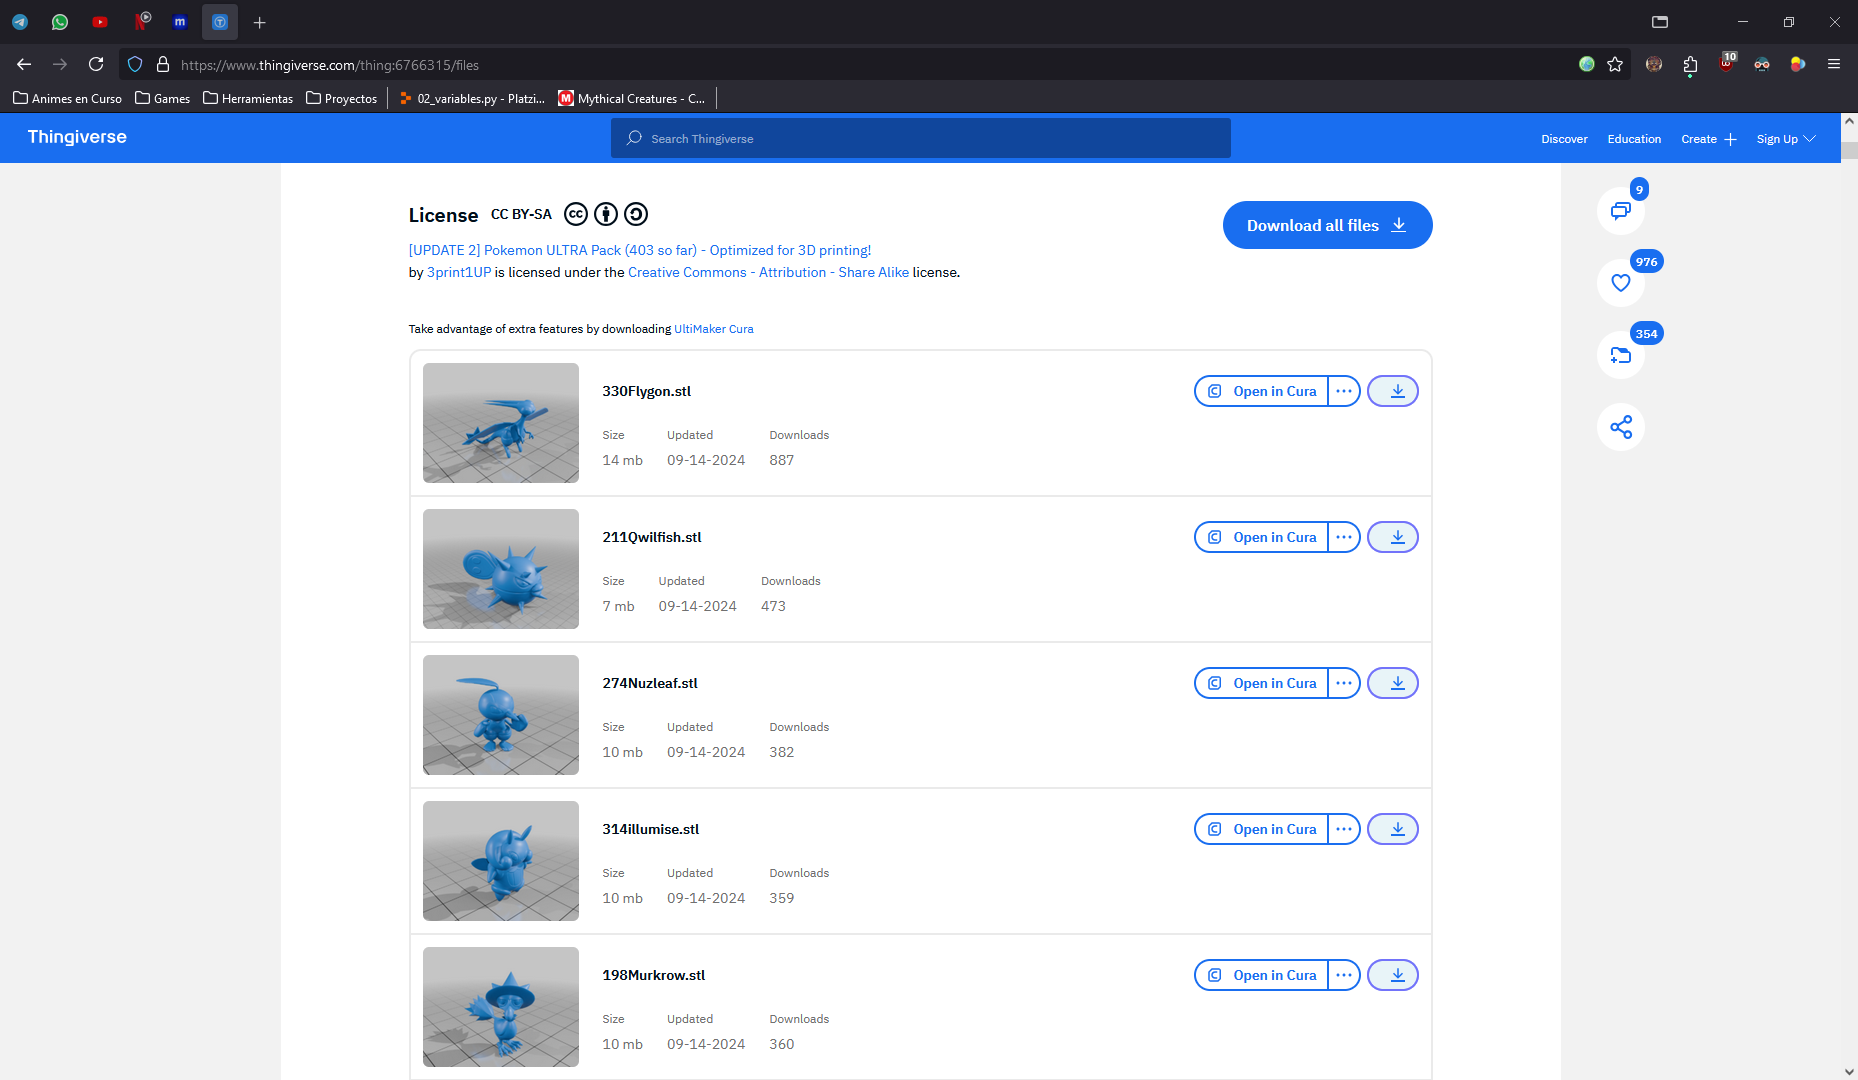 m
10
https://www.thingiverse.com/thing:6766315/files
Animes en Curso
Games
Herramientas
Proyectos
02_variables.py - Platzi...
Mythical Creatures - C...
Thingiverse
Search Thingiverse
Discover
Education
Create
Sign Up
License CC BY-SA
Download all files
[UPDATE 2] Pokemon ULTRA Pack (403 so far) - Optimized for 3D printing!
by 3print1UP is licensed under the Creative Commons - Attribution - Share Alike license.
9
976
354
Take advantage of extra features by downloading UltiMaker Cura
330Flygon.stl
Open in Cura
Size Updated Downloads
14 mb 09-14-2024 887
211Qwilfish.stl
Open in Cura
Size Updated Downloads
7 mb 09-14-2024 473
274Nuzleaf.stl
Open in Cura
Size Updated Downloads
10 mb 09-14-2024 382
314illumise.stl
Open in Cura
Size Updated Downloads
10 mb 09-14-2024 359
198Murkrow.stl
Open in Cura
Size Updated Downloads
10 mb 09-14-2024 360